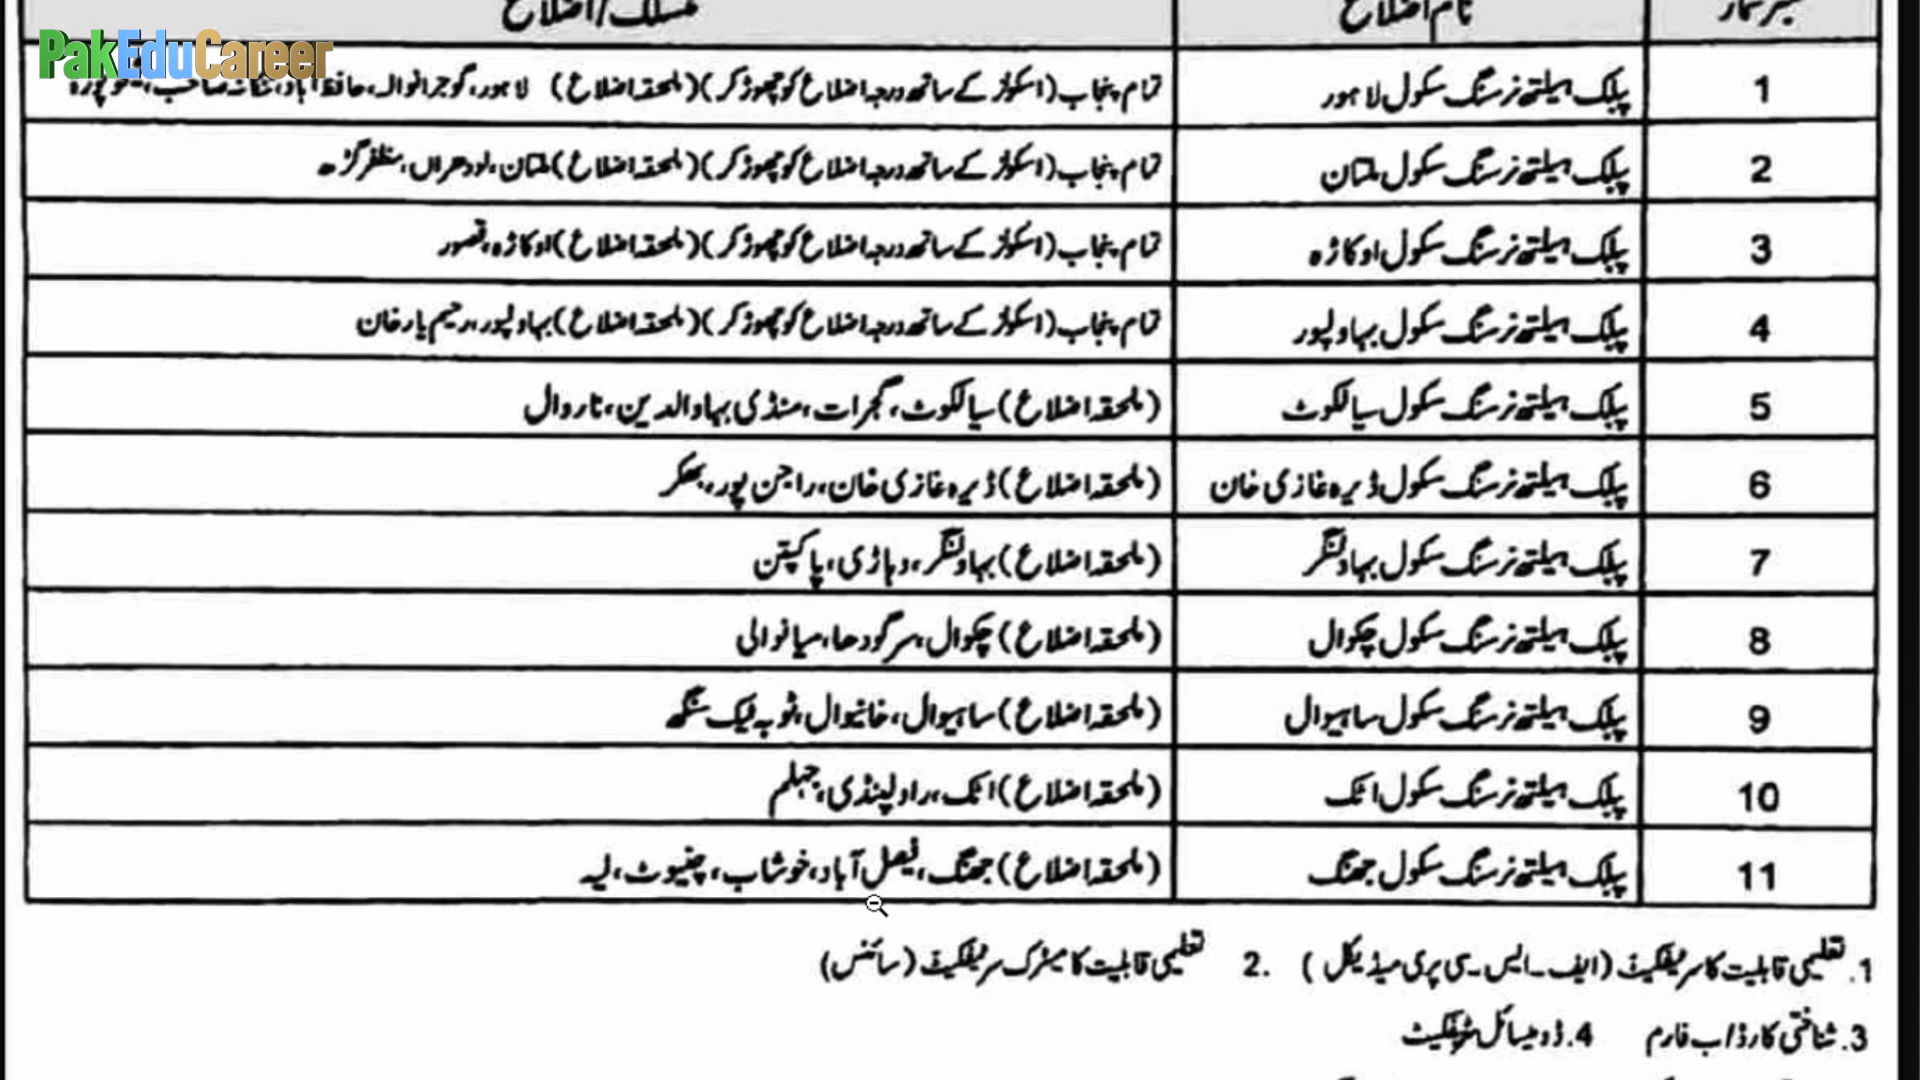 PakEduCareer
نمبر شمار نام اضلاع منسلک/اضلاع
1 پبلک ہیلتھ نرسنگ سکول لاہور تمام پنجاب (اسکولز کے ساتھ درجہ اضلاع کو چھوڑ کر) (ملحقہ اضلاع) لاہور، گوجرانوالہ، حافظ آباد، ننکانہ صاحب، شیخوپورہ
2 پبلک ہیلتھ نرسنگ سکول ملتان تمام پنجاب (اسکولز کے ساتھ درجہ اضلاع کو چھوڑ کر) (ملحقہ اضلاع) ملتان، لودھراں، مظفر گڑھ
3 پبلک ہیلتھ نرسنگ سکول اوکاڑہ تمام پنجاب (اسکولز کے ساتھ درجہ اضلاع کو چھوڑ کر) (ملحقہ اضلاع) اوکاڑہ، قصور
4 پبلک ہیلتھ نرسنگ سکول بہاولپور تمام پنجاب (اسکولز کے ساتھ درجہ اضلاع کو چھوڑ کر) (ملحقہ اضلاع) بہاولپور، رحیم یار خان
5 پبلک ہیلتھ نرسنگ سکول سیالکوٹ (ملحقہ اضلاع) سیالکوٹ، گجرات، منڈی بہاؤالدین، ناروال
6 پبلک ہیلتھ نرسنگ سکول ڈیرہ غازی خان (ملحقہ اضلاع) ڈیرہ غازی خان، راجن پور، بھکر
7 پبلک ہیلتھ نرسنگ سکول بہاولنگر (ملحقہ اضلاع) بہاولنگر، وہاڑی، پاکپتن
8 پبلک ہیلتھ نرسنگ سکول چکوال (ملحقہ اضلاع) چکوال، سرگودھا، میانوالی
9 پبلک ہیلتھ نرسنگ سکول ساہیوال (ملحقہ اضلاع) ساہیوال، خانیوال، ٹوبہ ٹیک سنگھ
10 پبلک ہیلتھ نرسنگ سکول اٹک (ملحقہ اضلاع) اٹک، راولپنڈی، جہلم
11 پبلک ہیلتھ نرسنگ سکول جھنگ (ملحقہ اضلاع) جھنگ، فیصل آباد، خوشاب، چنیوٹ، لیہ
1. تعلیمی قابلیت کا سرٹیفکیٹ (ایف۔ایس۔سی پری میڈیکل) 2. تعلیمی قابلیت کا میٹرک سرٹیفکیٹ (سائنس)
3. شناختی کارڈ/ب فارم 4. ڈومیسائل سرٹیفکیٹ